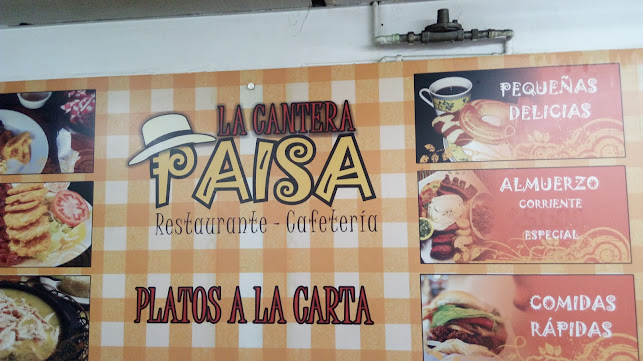 LA CANTERA
PAISA
Restaurante - Cafetería
PLATOS A LA CARTA
PEQUEÑAS
DELICIAS
ALMUERZO
CORRIENTE
ESPECIAL
COMIDAS
RÁPIDAS